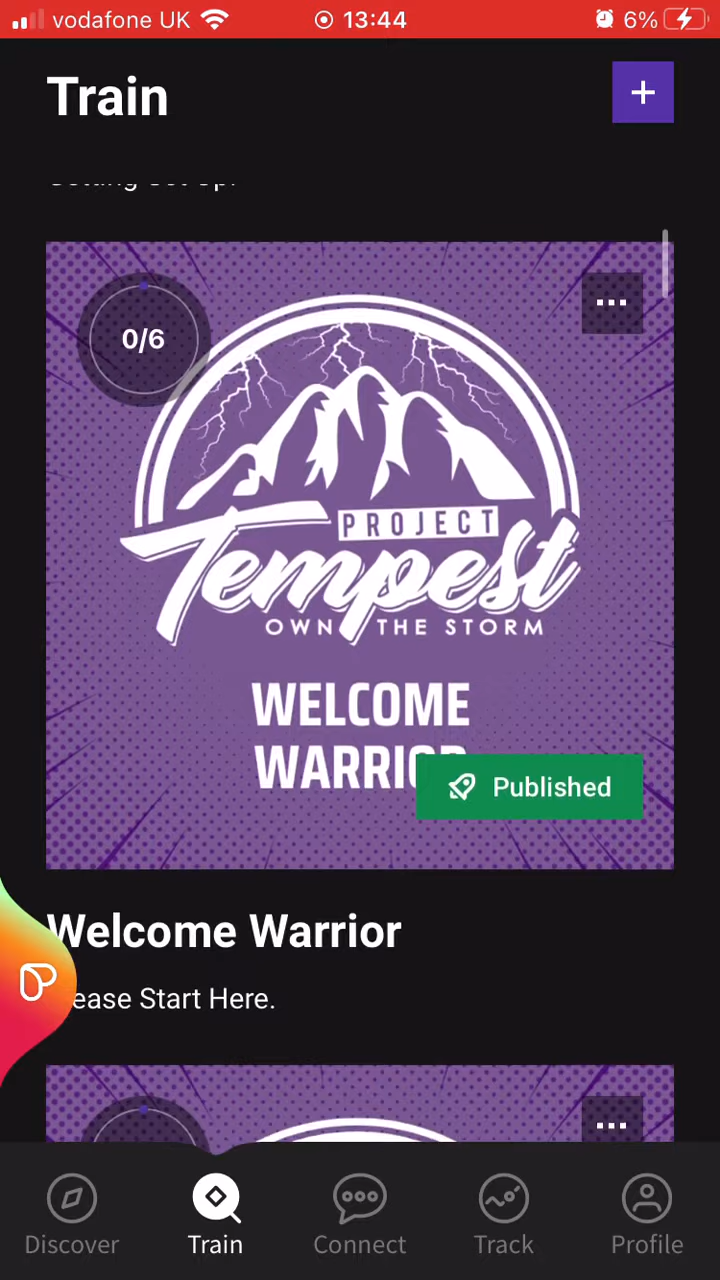 vodafone UK 13:44 6%
Train
+
0/6
PROJECT
Tempest
OWN THE STORM
WELCOME
Published
Welcome Warrior
Start Here.
Discover Train Connect Track Profile